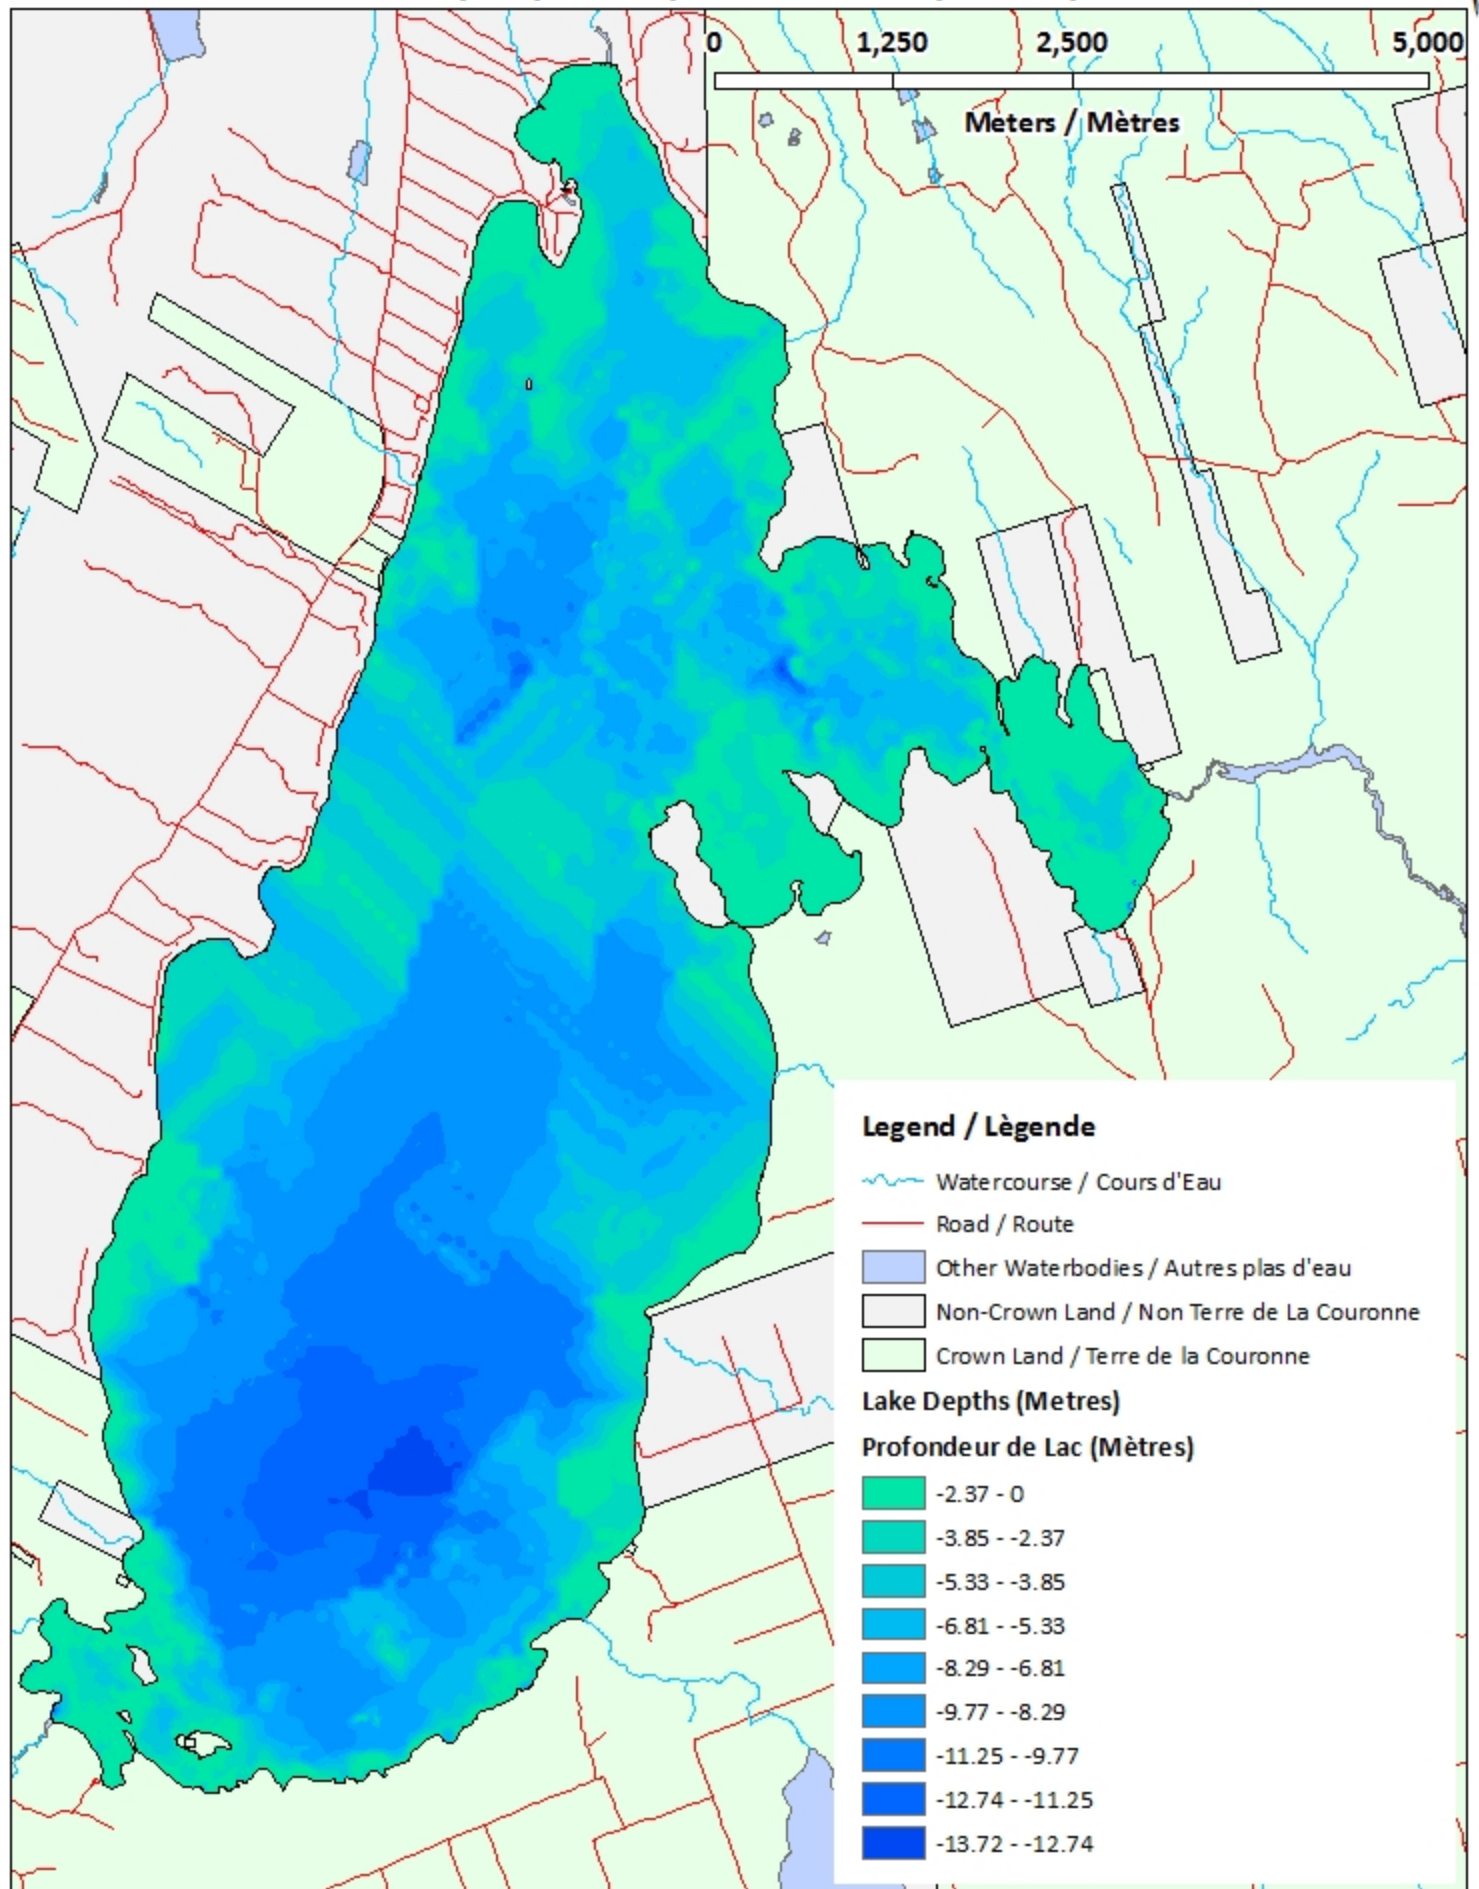 0 1,250 2,500 5,000
Meters / Mètres
Legend / Lègende
Watercourse / Cours d'Eau
Road / Route
Other Waterbodies / Autres plas d'eau
Non-Crown Land / Non Terre de La Couronne
Crown Land / Terre de la Couronne
Lake Depths (Metres)
Profondeur de Lac (Mètres)
-2.37 - 0
-3.85 - -2.37
-5.33 - -3.85
-6.81 - -5.33
-8.29 - -6.81
-9.77 - -8.29
-11.25 - -9.77
-12.74 - -11.25
-13.72 - -12.74